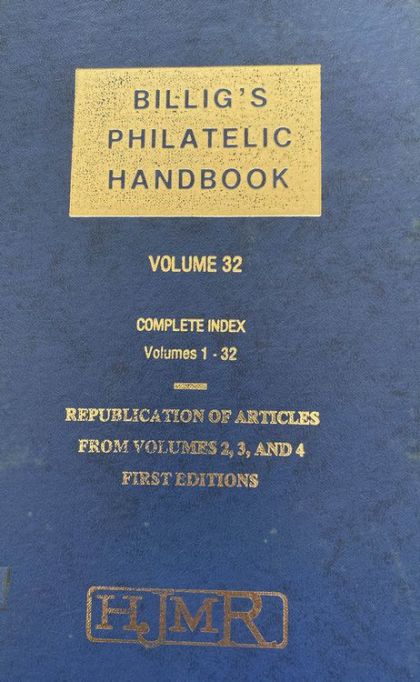 BILLIG'S
PHILATELIC
HANDBOOK
VOLUME 32
COMPLETE INDEX
Volumes 1 - 32
REPUBLICATION OF ARTICLES
FROM VOLUMES 2, 3, AND 4
FIRST EDITIONS
HJMR